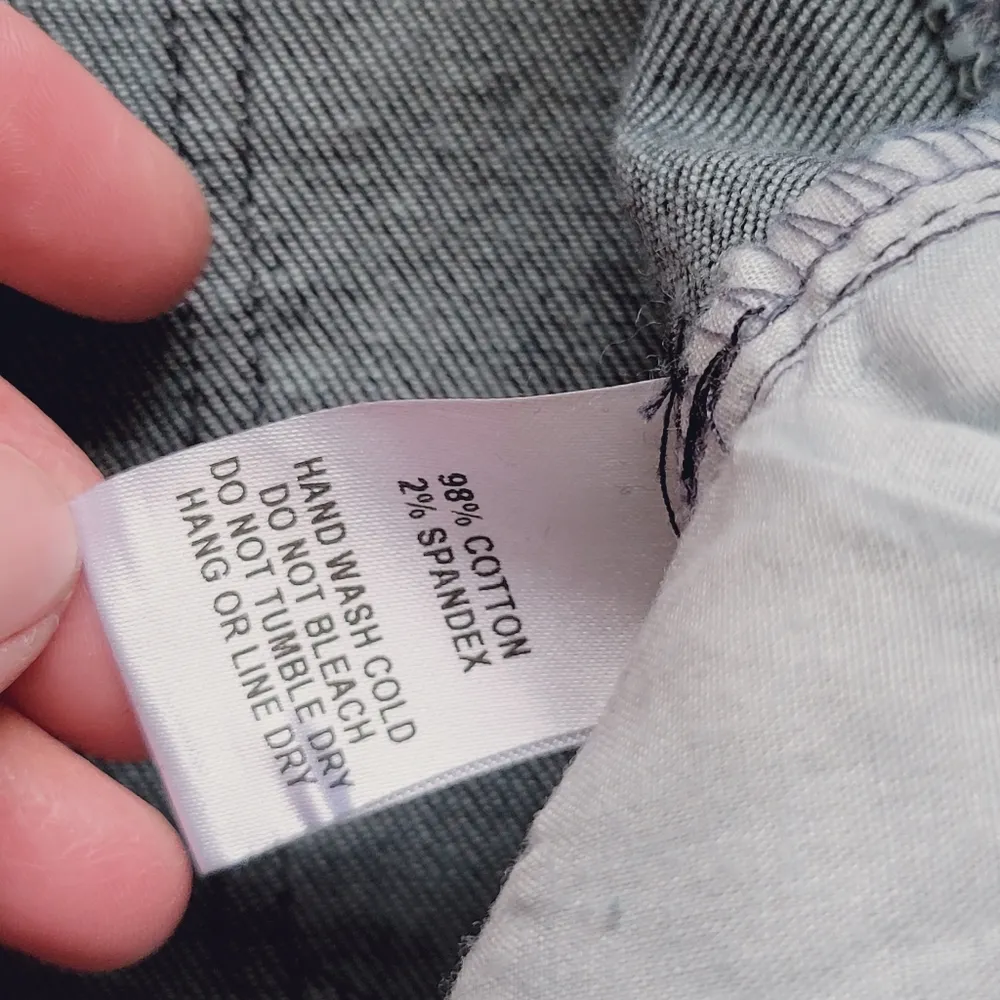 98% COTTON
2% SPANDEX
HAND WASH COLD
DO NOT BLEACH
DO NOT TUMBLE DRY
HANG OR LINE DRY